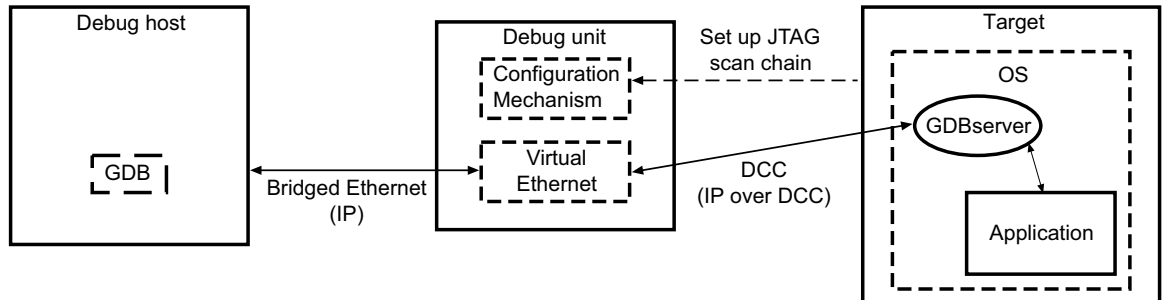 Debug host
GDB
Bridged Ethernet
(IP)
Debug unit
Configuration
Mechanism
Virtual
Ethernet
Set up JTAG
scan chain
DCC
(IP over DCC)
Target
OS
GDBserver
Application